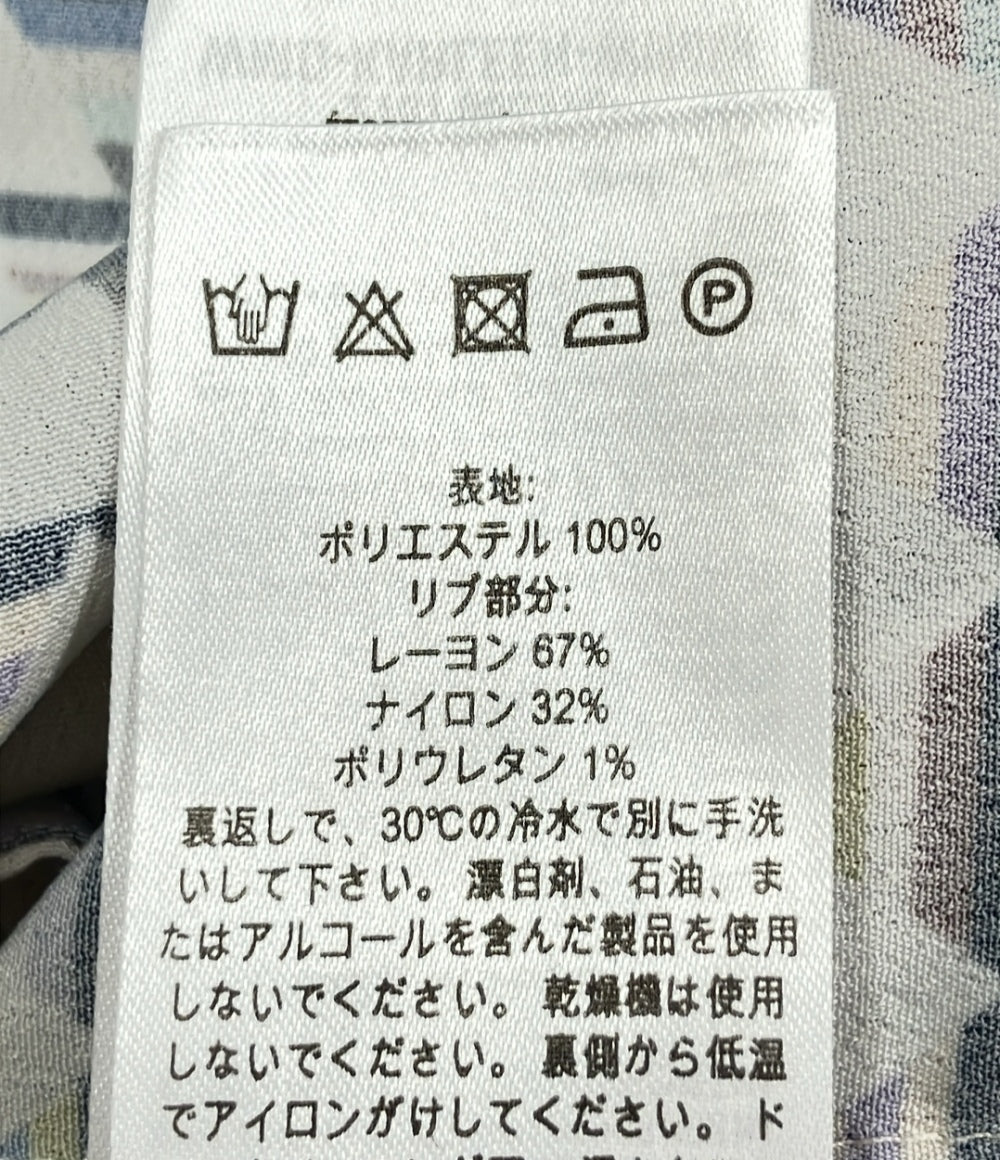 P
表地:
ポリエステル 100%
リブ部分:
レーヨン 67%
ナイロン 32%
ポリウレタン 1%
裏返しで、30℃の冷水で別に手洗
いして下さい。 漂白剤、石油、ま
たはアルコールを含んだ製品を使用
しないでください。 乾燥機は使用
しないでください。 裏側から低温
でアイロンがけしてください。 ド